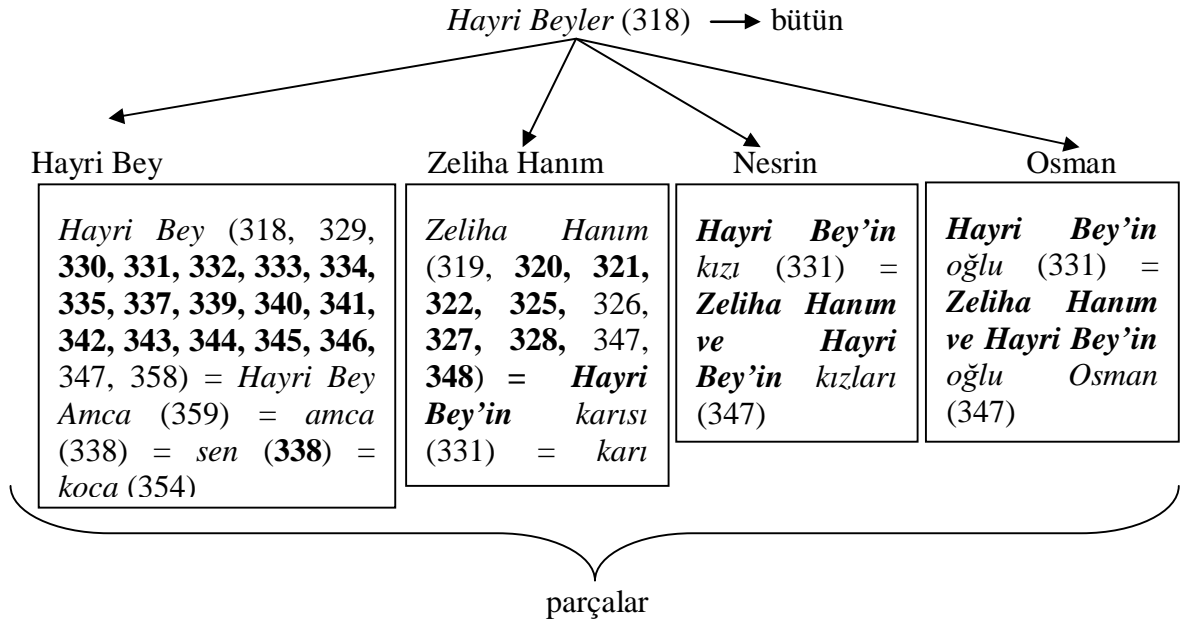 Hayri Beyler (318) → bütün
Hayri Bey
Zeliha Hanım
Nesrin
Osman
Hayri Bey (318, 329,
330, 331, 332, 333, 334,
335, 337, 339, 340, 341,
342, 343, 344, 345, 346,
347, 358) = Hayri Bey
Amca (359) = amca
(338) = sen (338) =
koca (354)
Zeliha Hanım
(319, 320, 321,
322, 325, 326,
327, 328, 347,
348) = Hayri
Bey’in karısı
(331) = karı
Hayri Bey’in
kızı (331) =
Zeliha Hanım
ve Hayri
Bey’in kızları
(347)
Hayri Bey’in
oğlu (331) =
Zeliha Hanım
ve Hayri Bey’in
oğlu Osman
(347)
parçalar